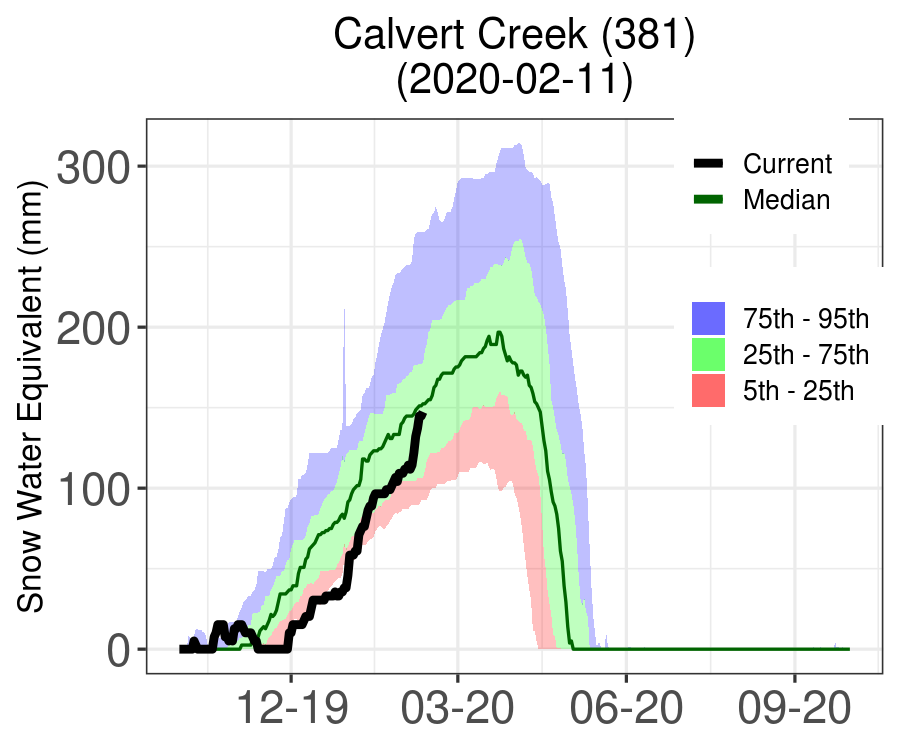 Calvert Creek (381)
(2020-02-11)
Snow Water Equivalent (mm)
300
200
100
0
12-19
03-20
06-20
09-20
Current
Median
75th - 95th
25th - 75th
5th - 25th